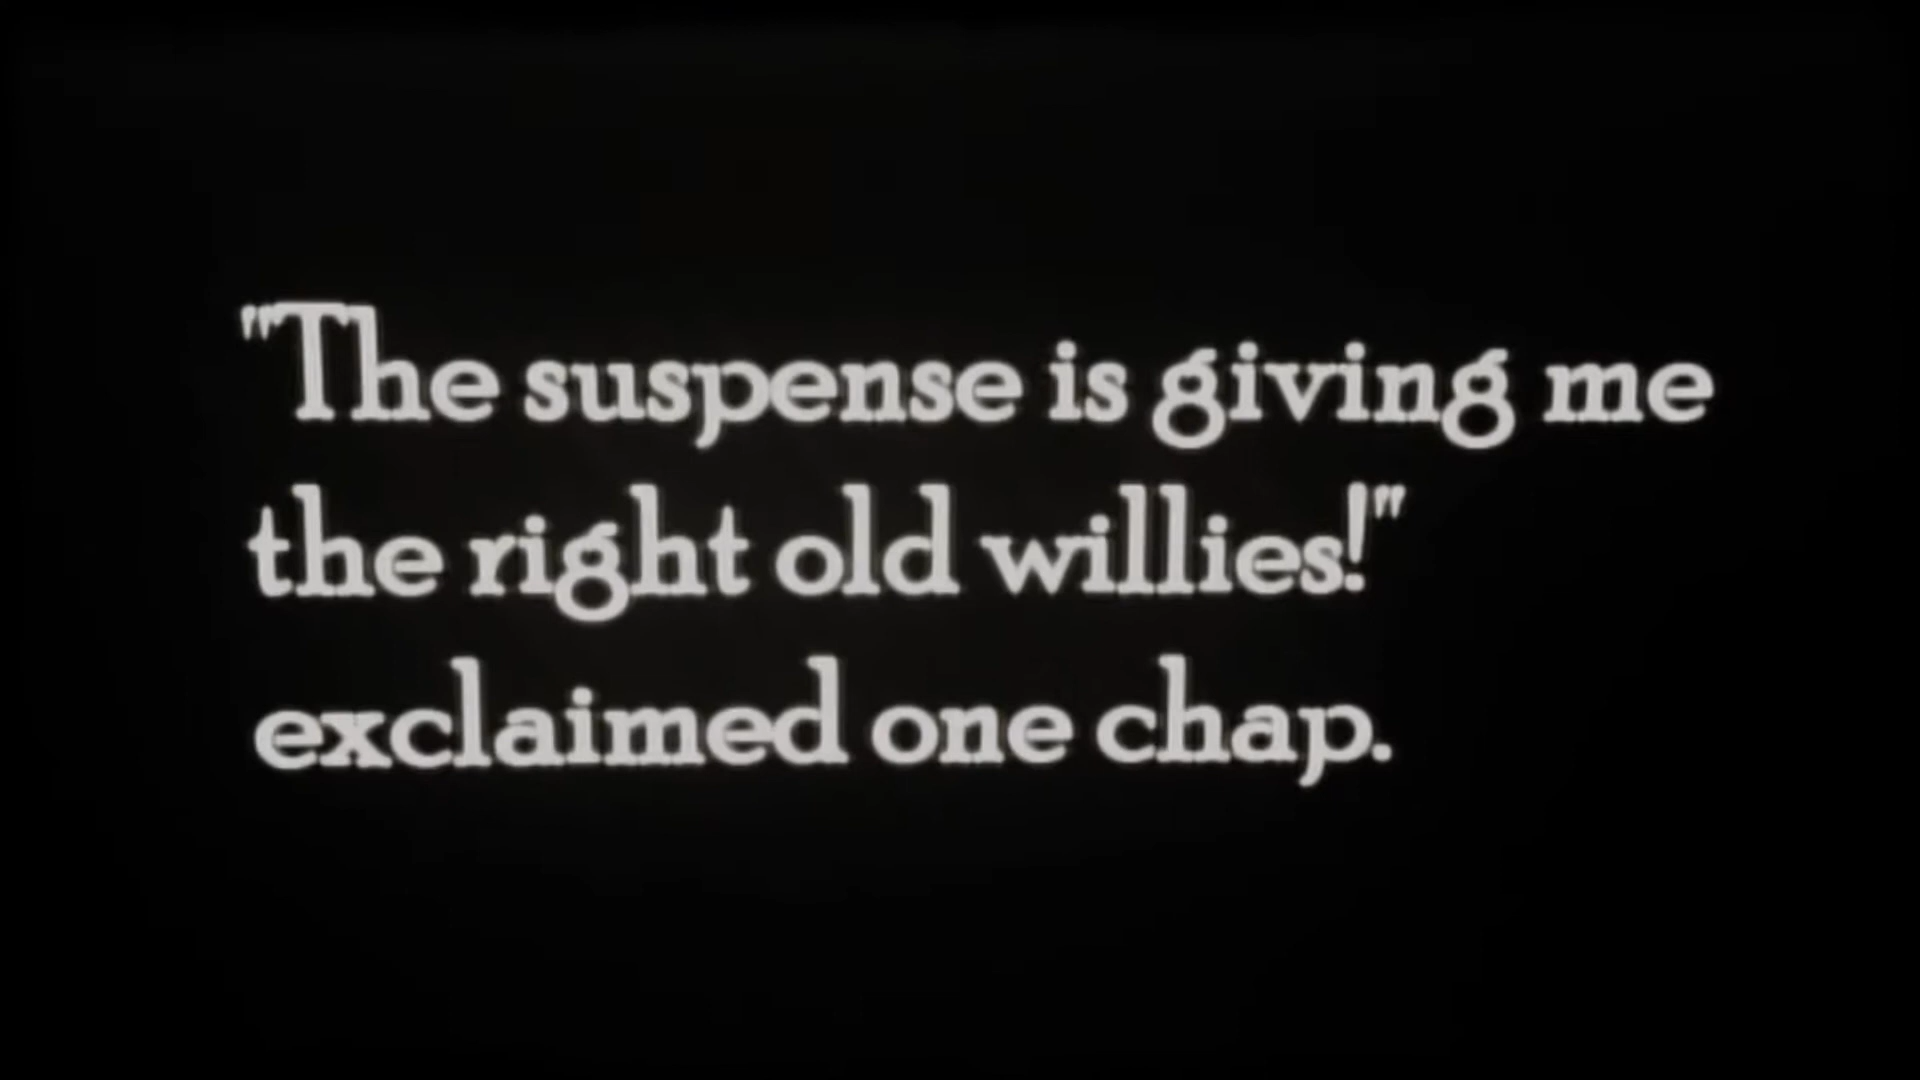 "The suspense is giving me
the right old willies!"
exclaimed one chap.